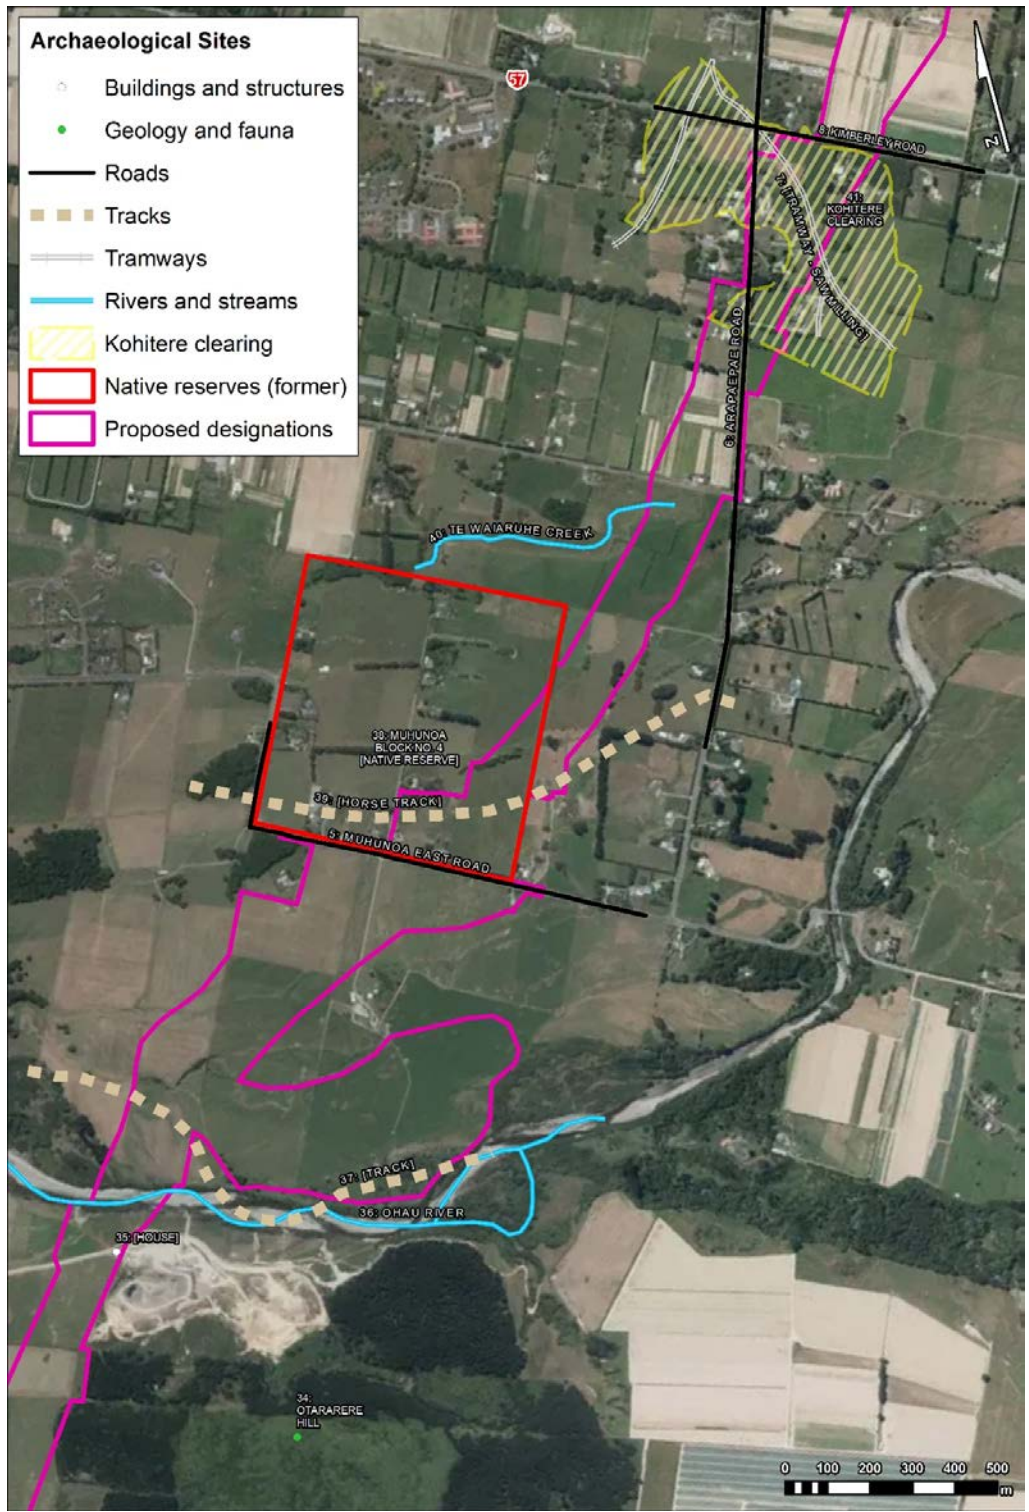 Archaeological Sites
Buildings and structures
Geology and fauna
Roads
Tracks
Tramways
Rivers and streams
Kohitere clearing
Native reserves (former)
Proposed designations
57
N
8: KIMBERLEY ROAD
41:
KOHITERE
CLEARING
7: [TRAMWAY - SAWMILLING]
6: ARAPAEPAE ROAD
40: TE WAIARUHE CREEK
38: MUHUNOA
BLOCK NO. 4
[NATIVE RESERVE]
39: [HORSE TRACK]
5: MUHUNOA EAST ROAD
37: [TRACK]
36: OHAU RIVER
35: [HOUSE]
34:
OTARARERE
HILL
0 100 200 300 400 500
m